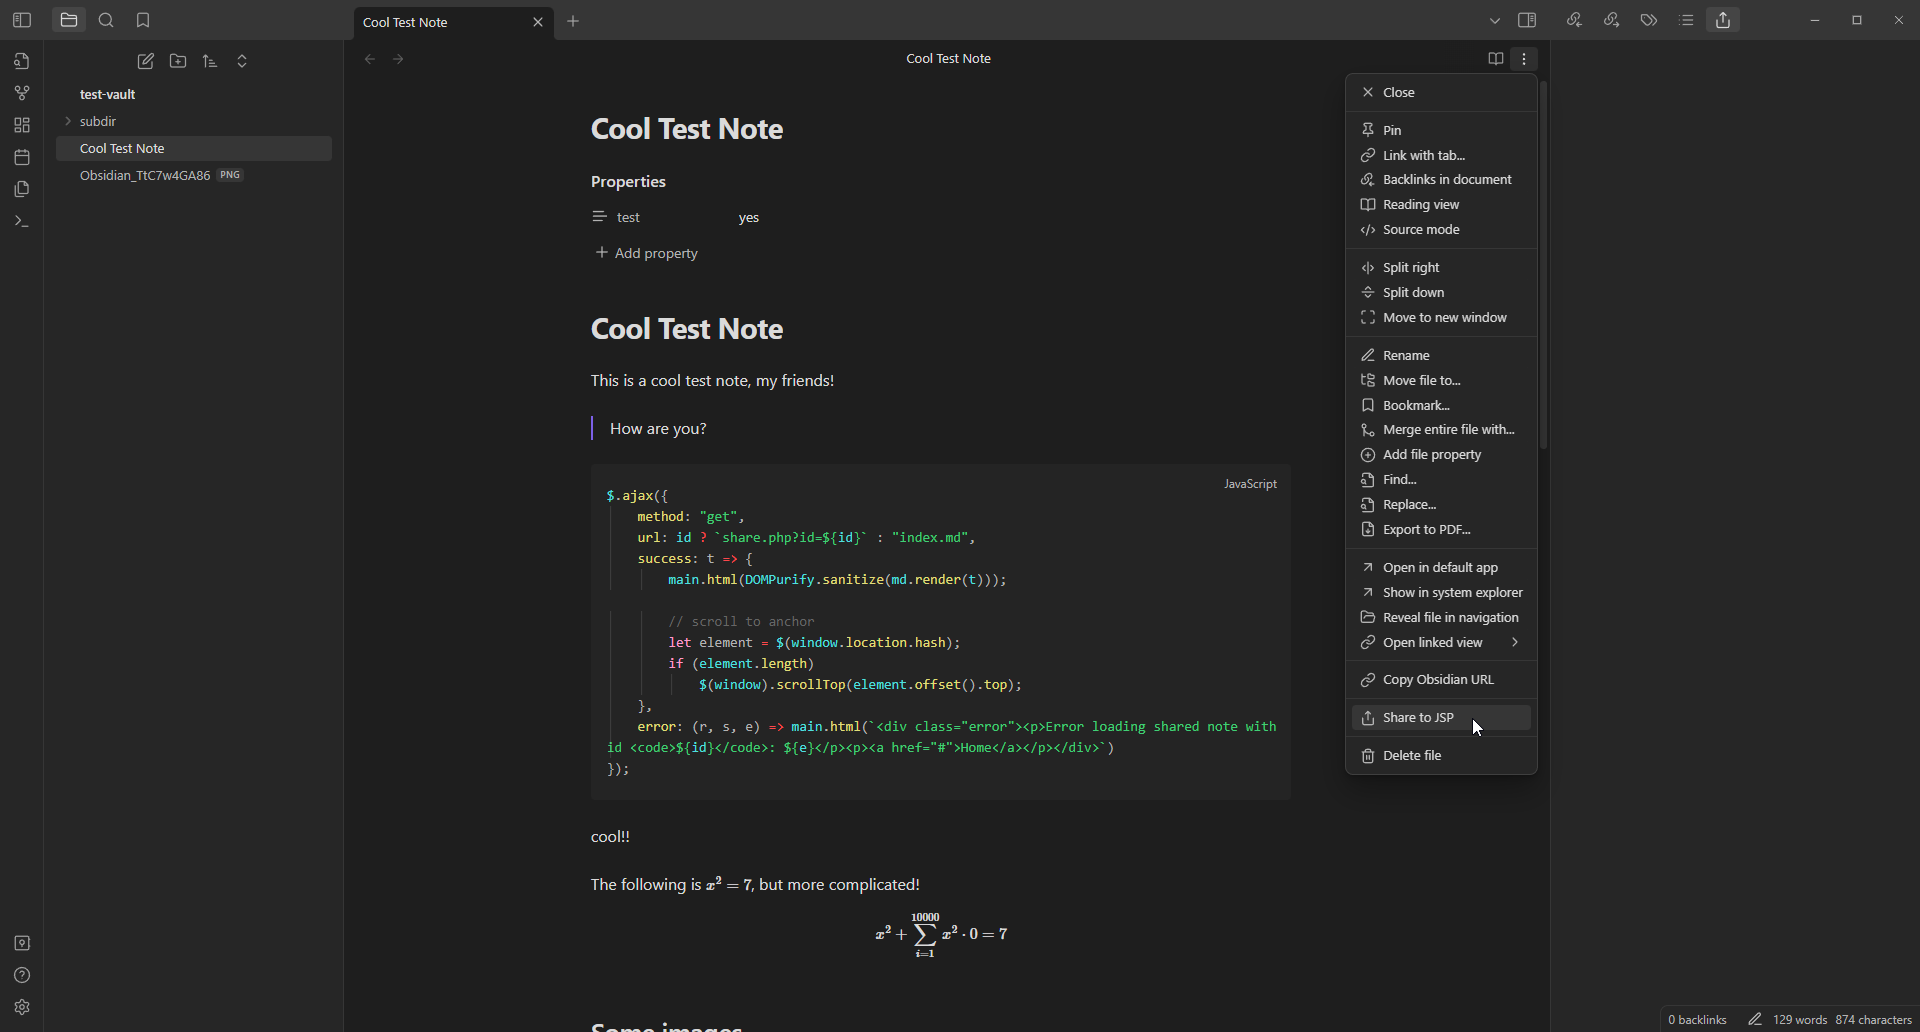 Cool Test Note
test-vault
subdir
Cool Test Note
Obsidian_TtC7w4GA86 PNG
Cool Test Note
Cool Test Note
Properties
test yes
Add property
Cool Test Note
This is a cool test note, my friends!
How are you?
JavaScript
$.ajax({
method: "get",
url: id ? `share.php?id=${id}` : "index.md",
success: t => {
main.html(DOMPurify.sanitize(md.render(t)));
// scroll to anchor
let element = $(window.location.hash);
if (element.length)
$(window).scrollTop(element.offset().top);
},
error: (r, s, e) => main.html(`<div class="error"><p>Error loading shared note with
id <code>${id}</code>: ${e}</p><p><a href="#">Home</a></p></div>`)
});
cool!!
The following is x² = 7, but more complicated!
10000
x² + ∑ x² · 0 = 7
i=1
Some images
Close
Pin
Link with tab...
Backlinks in document
Reading view
Source mode
Split right
Split down
Move to new window
Rename
Move file to...
Bookmark...
Merge entire file with...
Add file property
Find...
Replace...
Export to PDF...
Open in default app
Show in system explorer
Reveal file in navigation
Open linked view
Copy Obsidian URL
Share to JSP
Delete file
0 backlinks 129 words 874 characters